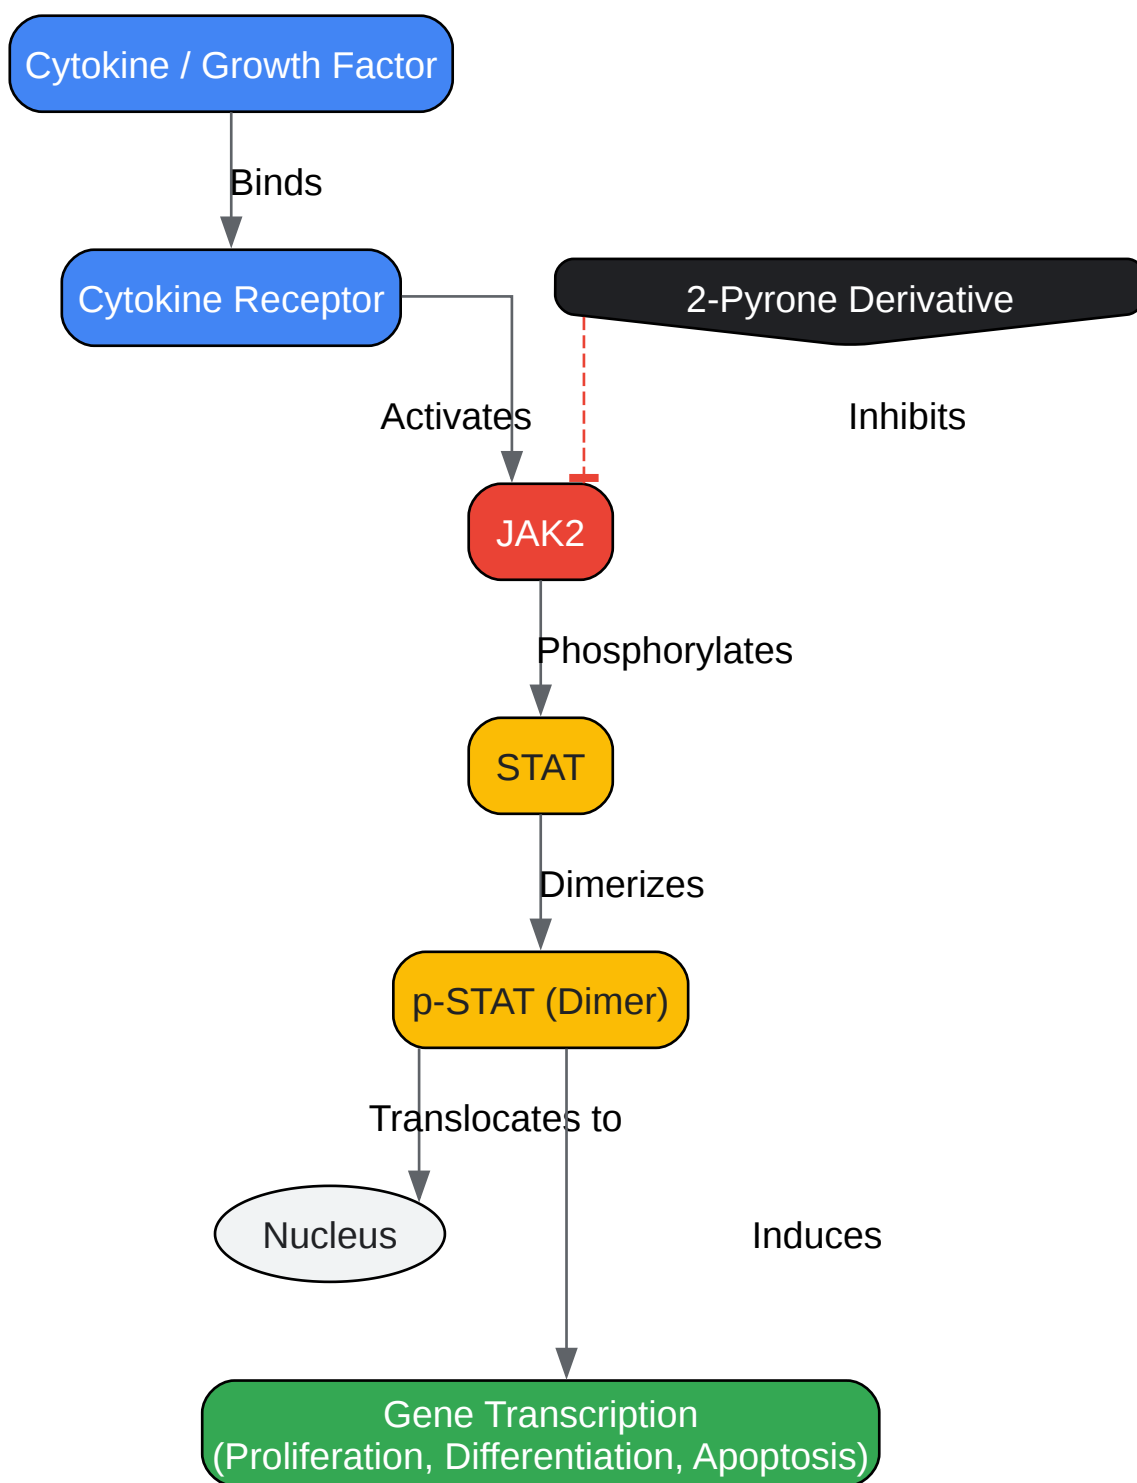 Cytokine / Growth Factor
Binds
Cytokine Receptor
2-Pyrone Derivative
Activates
Inhibits
JAK2
Phosphorylates
STAT
Dimerizes
p-STAT (Dimer)
Translocates to
Nucleus
Induces
Gene Transcription
(Proliferation, Differentiation, Apoptosis)